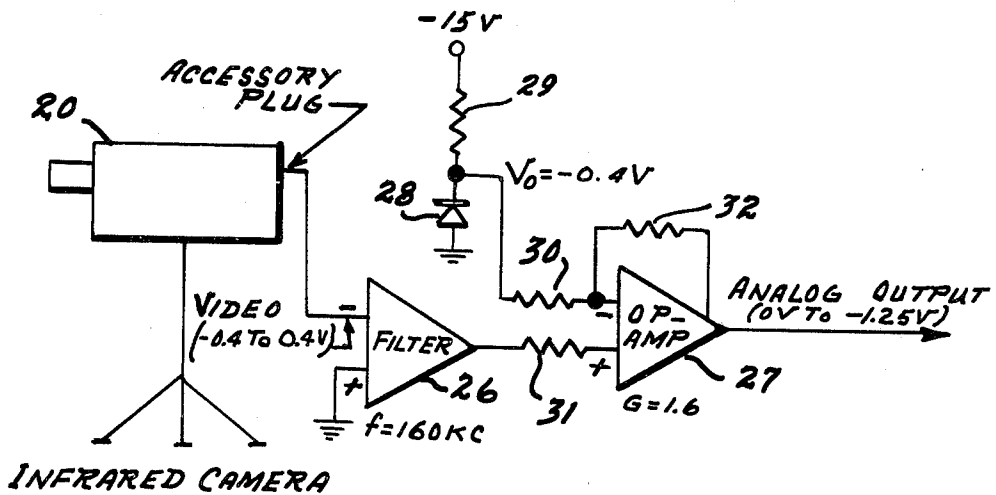 -15V
ACCESSORY
PLUG
20
29
V₀=-0.4V
28
32
30
VIDEO
(-0.4 TO 0.4V)
-
FILTER
+
26
f=160KC
31
-
OP-
AMP
+
27
G=1.6
ANALOG OUTPUT
(0V TO -1.25V)
INFRARED CAMERA